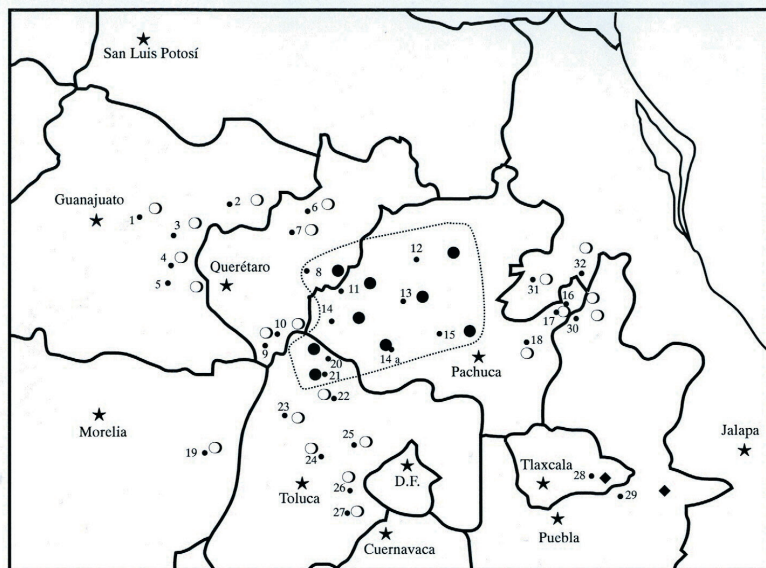 San Luis Potosí
Guanajuato
1
2
3
4
5
6
7
Querétaro
8
9
10
11
12
13
14
14 a.
15
16
17
18
Pachuca
19
Morelia
20
21
22
23
24
25
26
27
Toluca
D.F.
Cuernavaca
28
29
30
31
32
Tlaxcala
Puebla
Jalapa